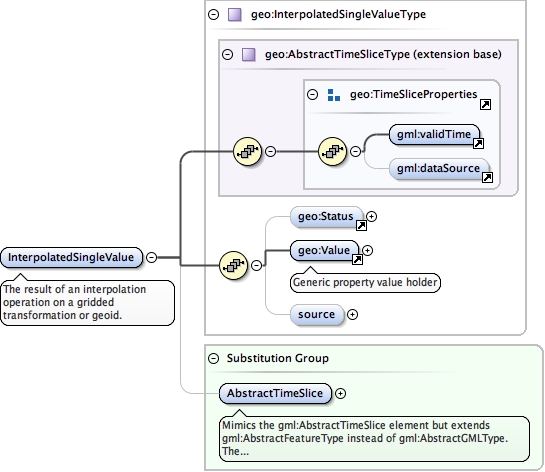 geo:InterpolatedSingleValueType
geo:AbstractTimeSliceType (extension base)
geo:TimeSliceProperties
gml:validTime
gml:dataSource
geo:Status
InterpolatedSingleValue
geo:Value
The result of an interpolation
operation on a gridded
transformation or geoid.
Generic property value holder
source
Substitution Group
AbstractTimeSlice
Mimics the gml:AbstractTimeSlice element but extends
gml:AbstractFeatureType instead of gml:AbstractGMLType.
The...